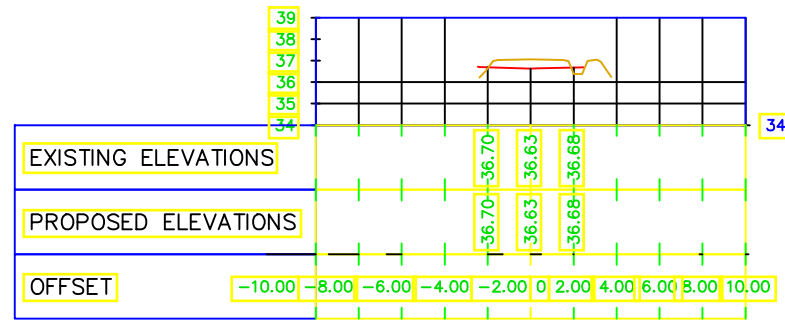 39
38
37
36
35
34 34
EXISTING ELEVATIONS 36.70 36.63 36.68
PROPOSED ELEVATIONS 36.70 36.63 36.68
OFFSET -10.00 -8.00 -6.00 -4.00 -2.00 0 2.00 4.00 6.00 8.00 10.00